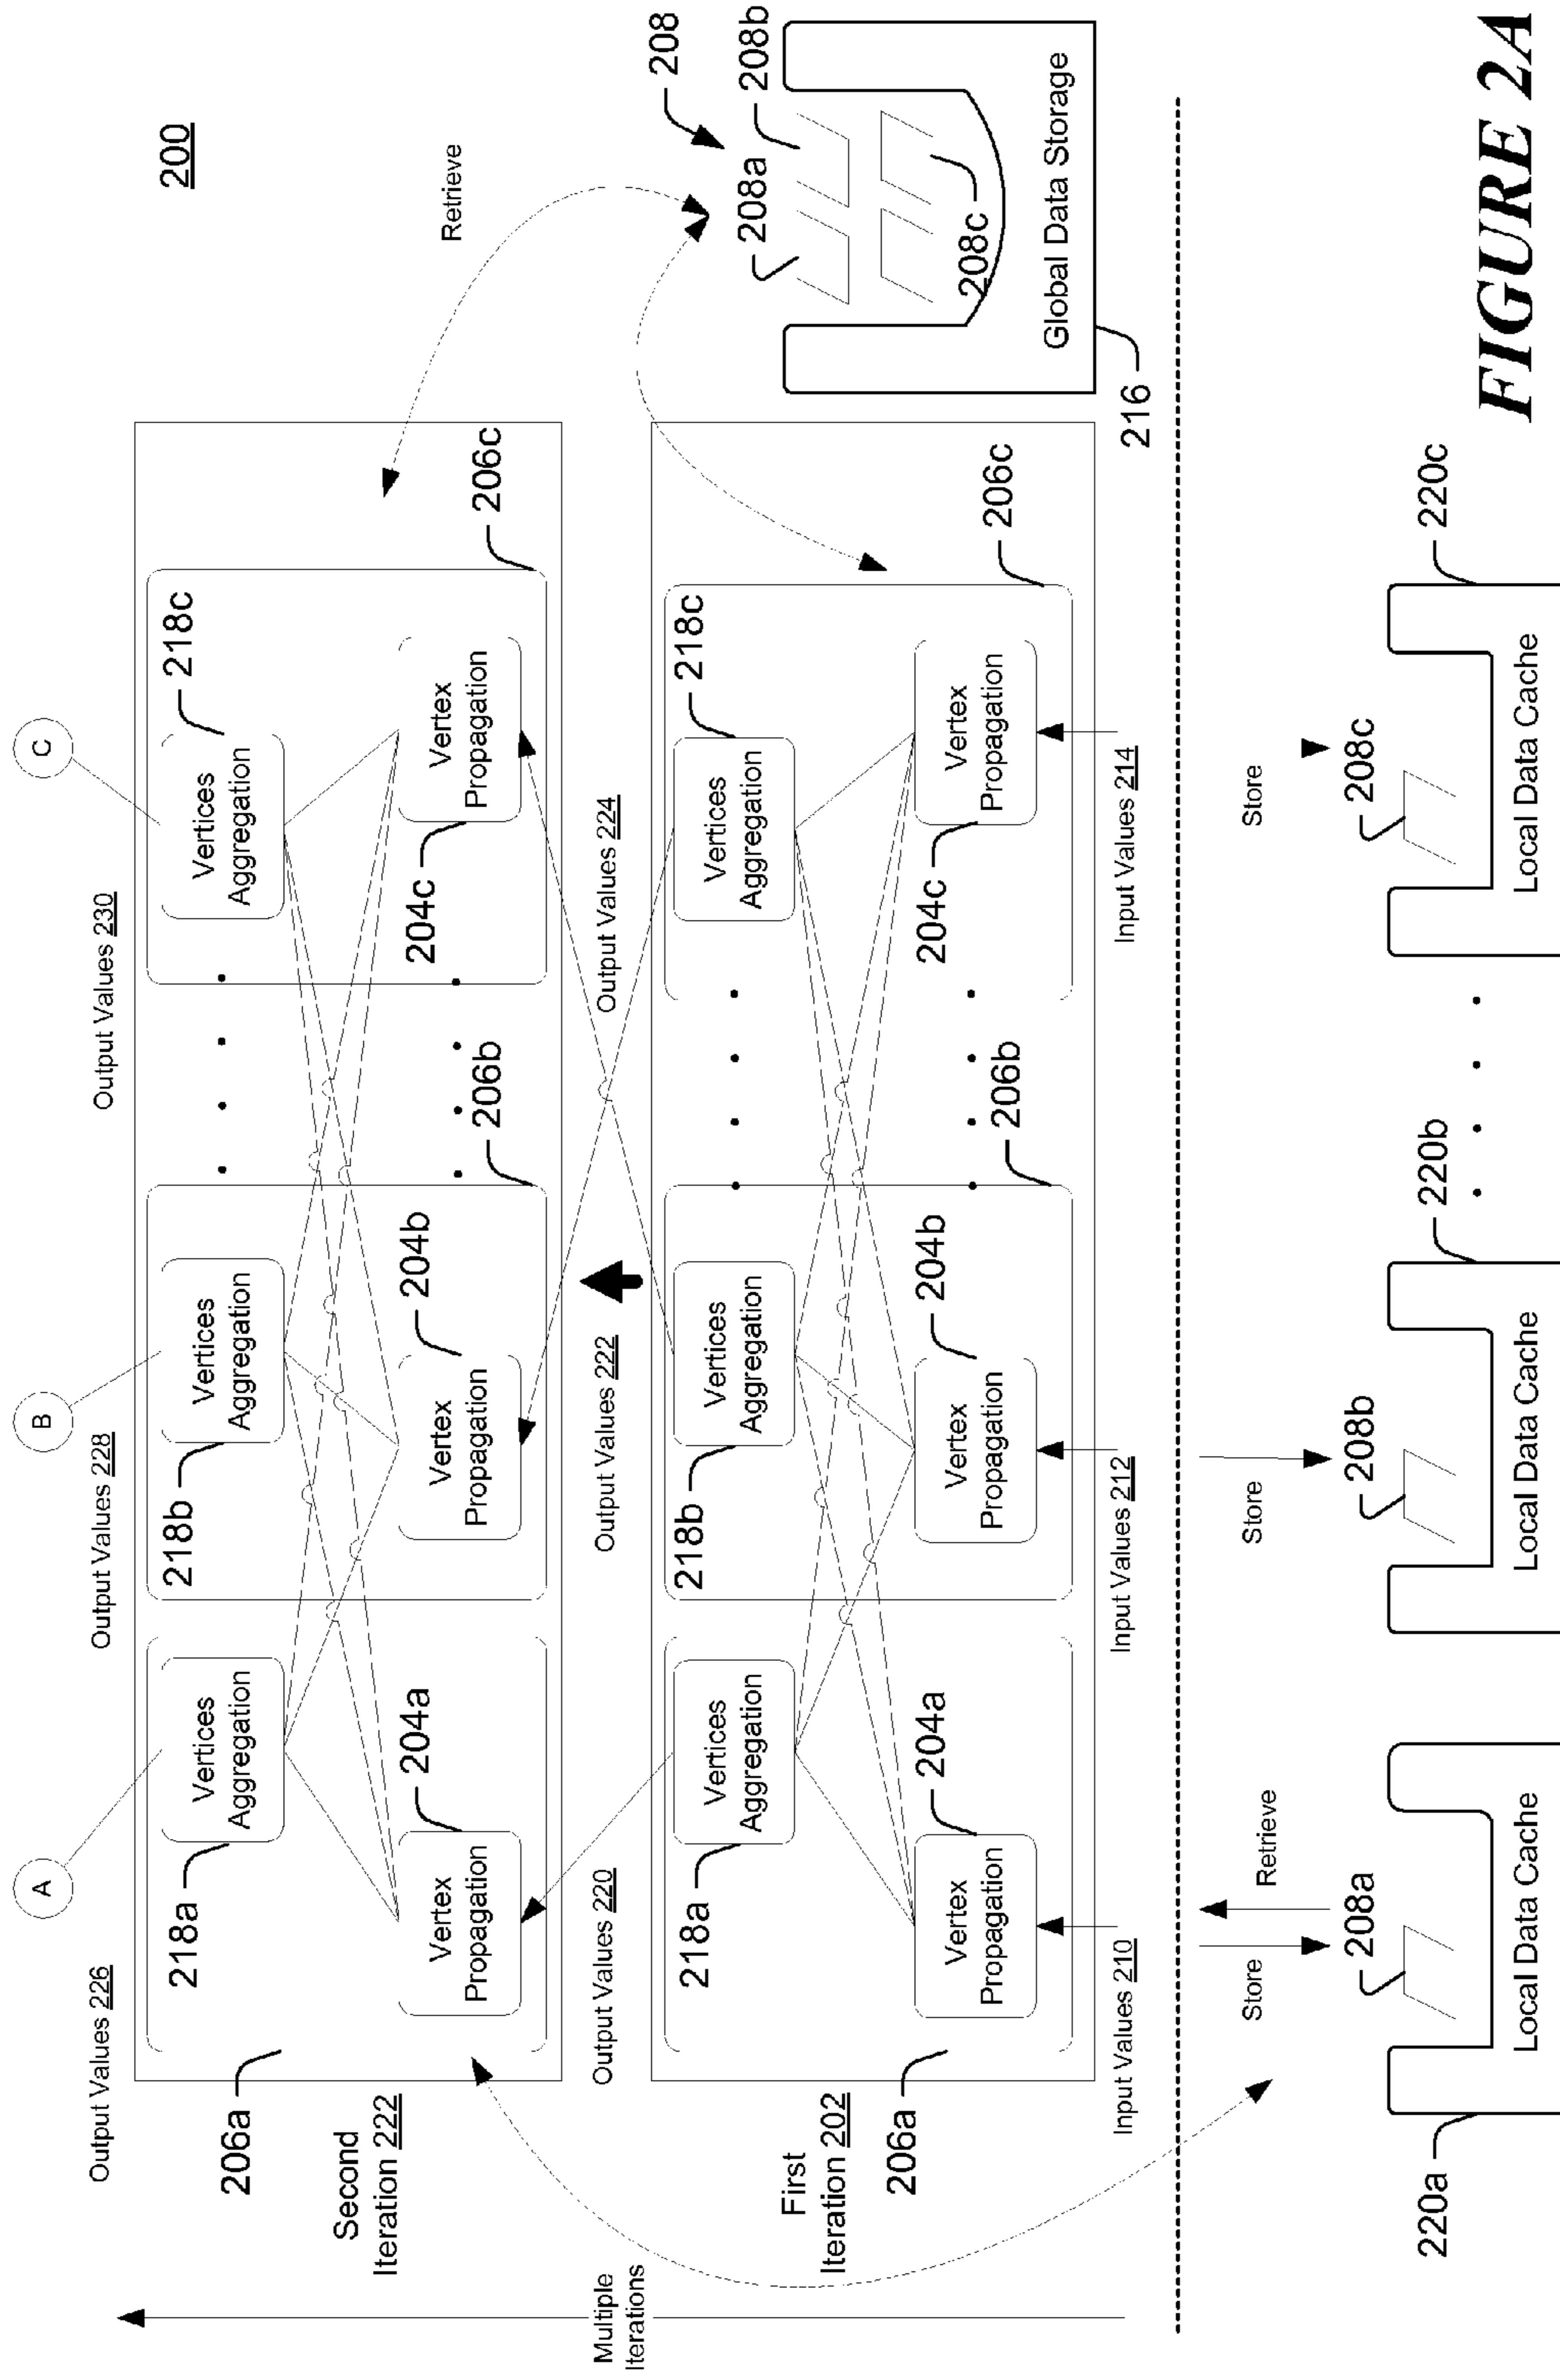 200
A
B
C
Output Values 226
Output Values 228
Output Values 230
206a
218a
Vertices
Aggregation
218b
Vertices
Aggregation
Vertices
Aggregation
218c
Second
Iteration 222
Vertex
Propagation
204a
Vertex
Propagation
204b
206b
204c
Vertex
Propagation
206c
Retrieve
Multiple
Iterations
Output Values 220
Output Values 222
Output Values 224
218a
Vertices
Aggregation
218b
Vertices
Aggregation
Vertices
Aggregation
218c
First
Iteration 202
206a
Vertex
Propagation
204a
Vertex
Propagation
204b
206b
204c
Vertex
Propagation
206c
208
208a
208b
208c
Global Data Storage
216
Input Values 210
Input Values 212
Input Values 214
Store
Retrieve
Store
Store
208a
208b
208c
220a
220b
220c
Local Data Cache
Local Data Cache
Local Data Cache
FIGURE 2A